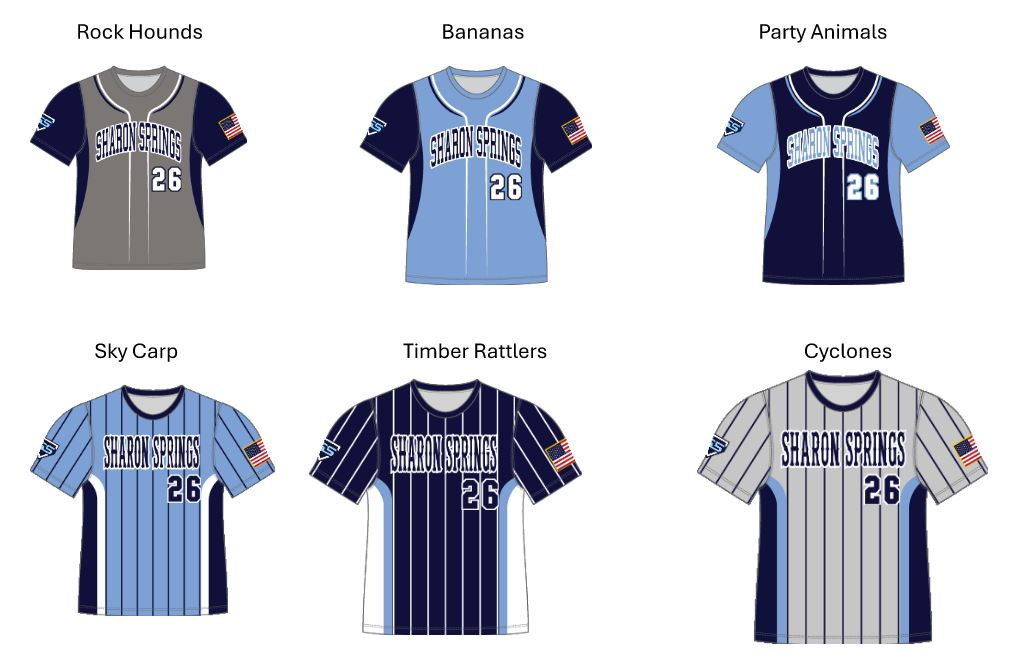 Rock Hounds
Bananas
Party Animals
SHARON SPRINGS
26
SHARON SPRINGS
26
SHARON SPRINGS
26
Sky Carp
Timber Rattlers
Cyclones
SHARON SPRINGS
26
SHARON SPRINGS
26
SHARON SPRINGS
26